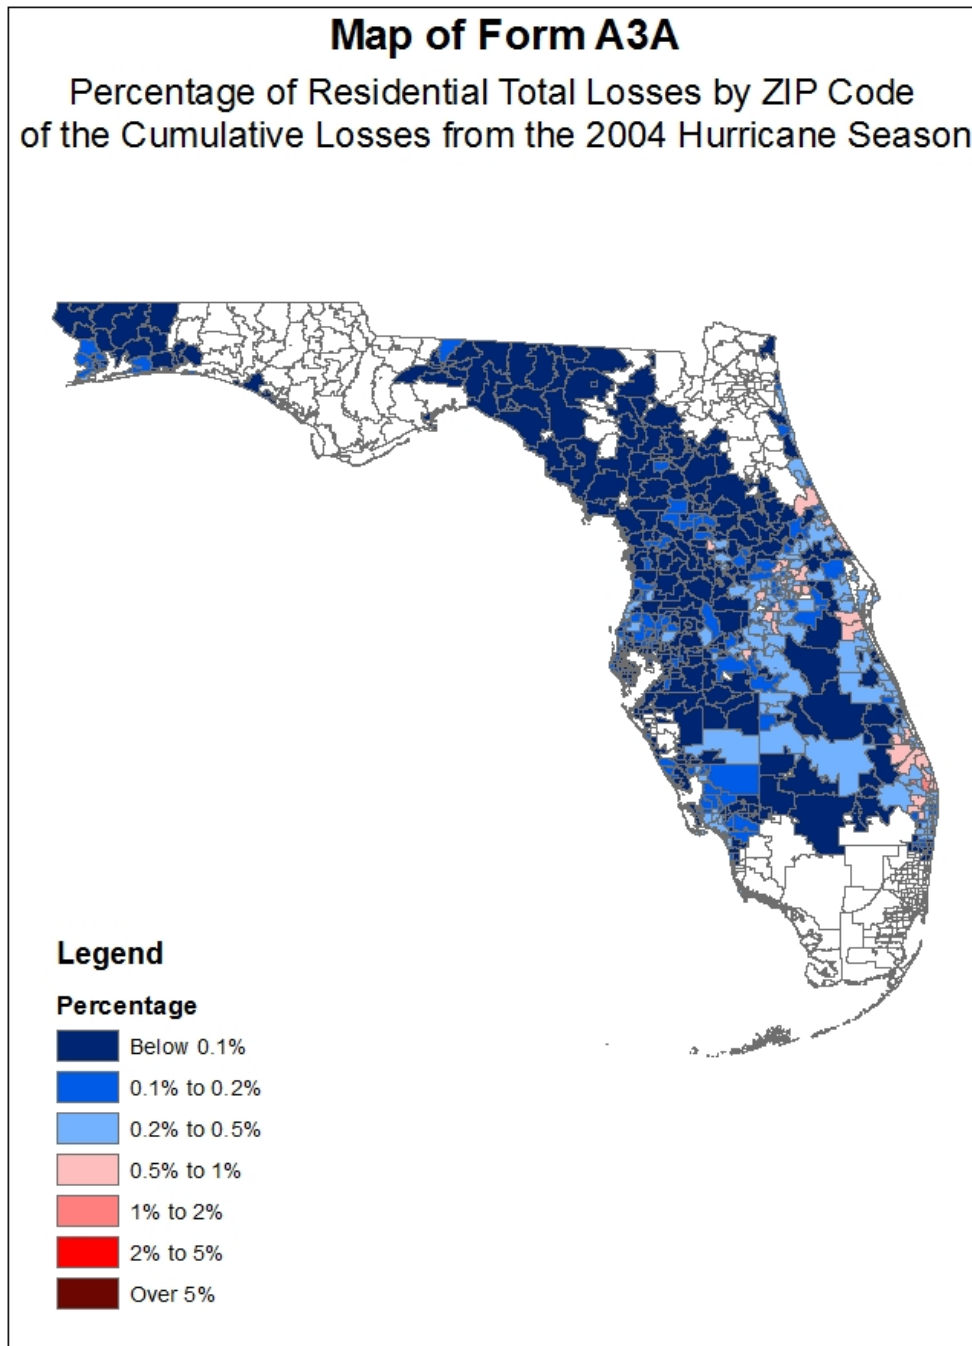 Map of Form A3A
Percentage of Residential Total Losses by ZIP Code
of the Cumulative Losses from the 2004 Hurricane Season
Legend
Percentage
Below 0.1%
0.1% to 0.2%
0.2% to 0.5%
0.5% to 1%
1% to 2%
2% to 5%
Over 5%